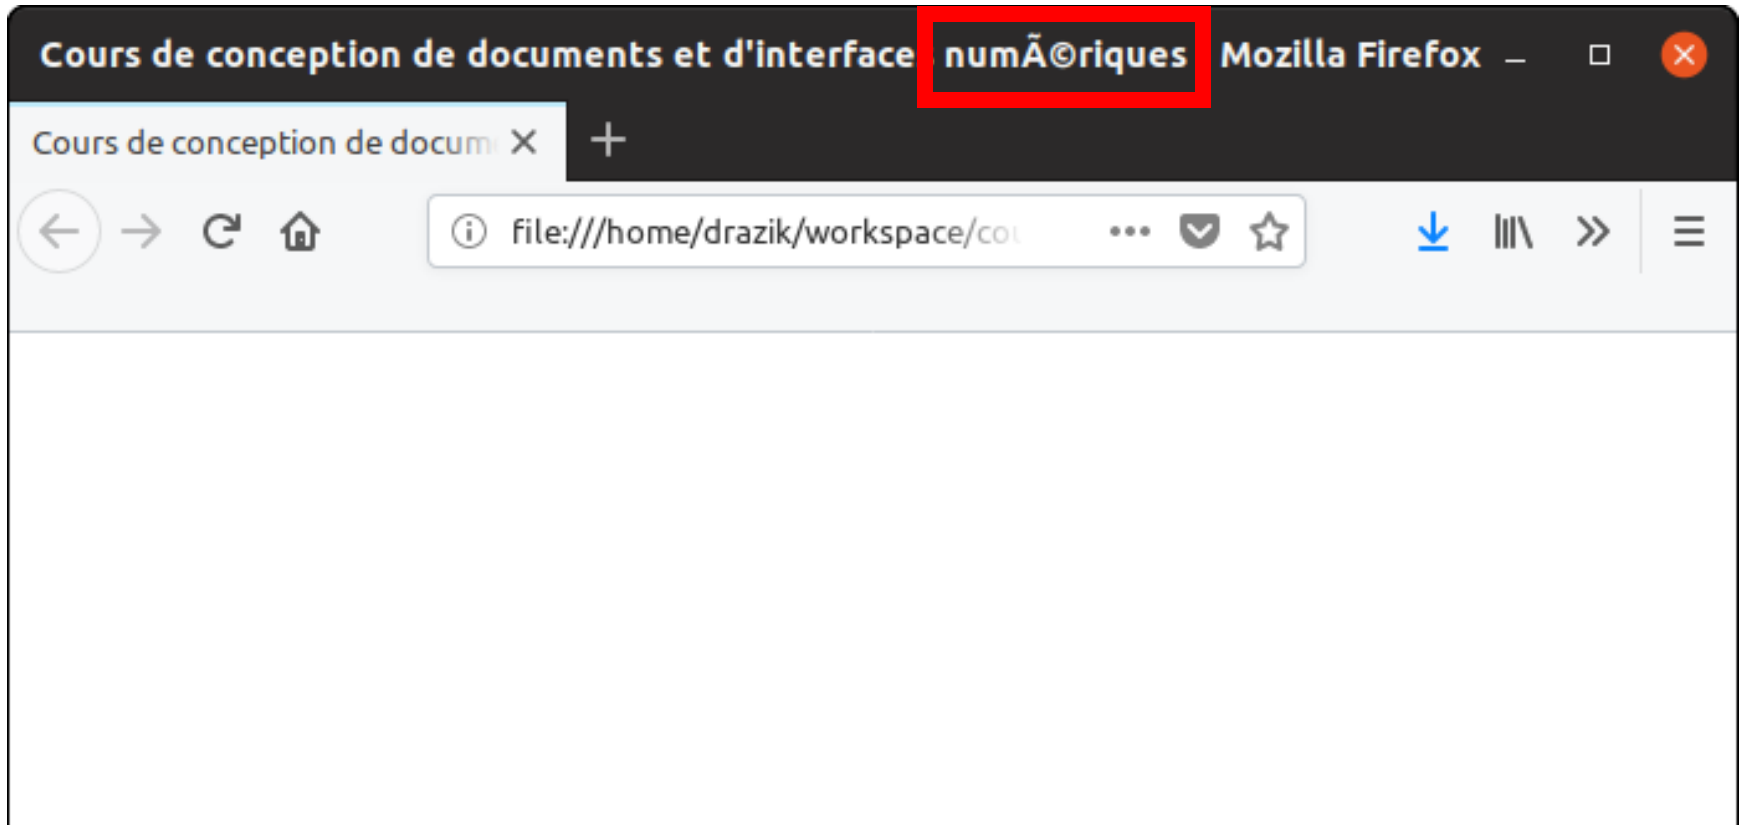 Cours de conception de documents et d'interface numÃ©riques Mozilla Firefox
Cours de conception de docum
file:///home/drazik/workspace/cou